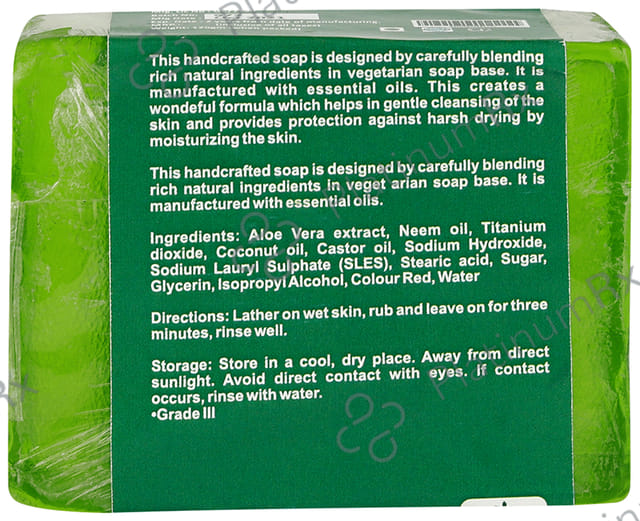 This handcrafted soap is designed by carefully blending
rich natural ingredients in vegetarian soap base. It is
manufactured with essential oils. This creates a
wondeful formula which helps in gentle cleansing of the
skin and provides protection against harsh drying by
moisturizing the skin.
This handcrafted soap is designed by carefully blending
rich natural ingredients in veget arian soap base. It is
manufactured with essential oils.
Ingredients: Aloe Vera extract, Neem oil, Titanium
dioxide, Coconut oil, Castor oil, Sodium Hydroxide,
Sodium Lauryl Sulphate (SLES), Stearic acid, Sugar,
Glycerin, Isopropyl Alcohol, Colour Red, Water
Directions: Lather on wet skin, rub and leave on for three
minutes, rinse well.
Storage: Store in a cool, dry place. Away from direct
sunlight. Avoid direct contact with eyes. If contact
occurs, rinse with water.
•Grade III
PlatinumRx
PlatinumRx